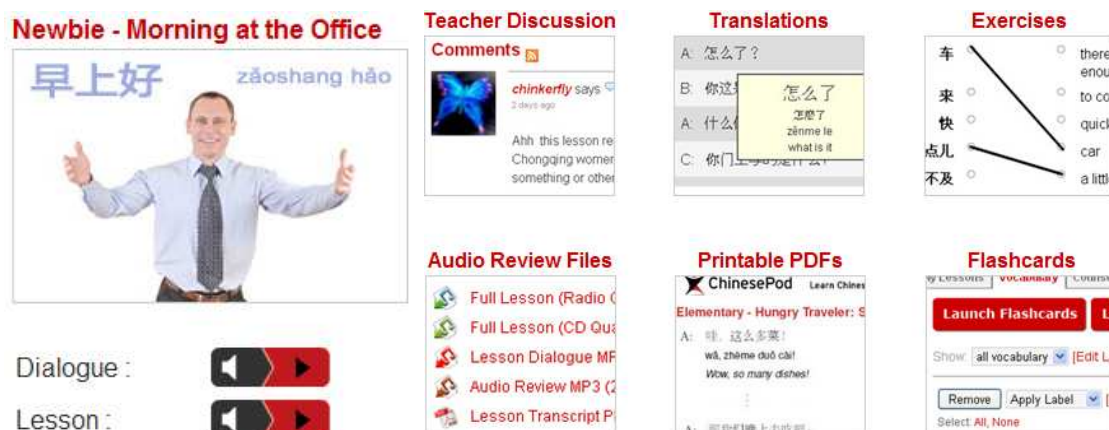 Newbie - Morning at the Office
早上好
zǎoshang hǎo
Dialogue :
Lesson :
Teacher Discussion
Comments
chinkerfly says
2 days ago
Ahh this lesson re
Chongqing women
something or other
Translations
A: 怎么了？
B: 你这
A: 什么
C: 你门
怎么了
怎麼了
zěnme le
what is it
Exercises
车
来
快
点儿
不及
there
enou
to co
quick
car
a little
Audio Review Files
Full Lesson (Radio
Full Lesson (CD Qua
Lesson Dialogue MP
Audio Review MP3 (2
Lesson Transcript P
Printable PDFs
ChinesePod Learn Chines
Elementary - Hungry Traveler: S
A: 哇，这么多菜！
wā, zhème duō cài!
Wow, so many dishes!
Flashcards
y Lessons Vocabulary
Launch Flashcards L
Show: all vocabulary [Edit L
Remove Apply Label [
Select: All, None